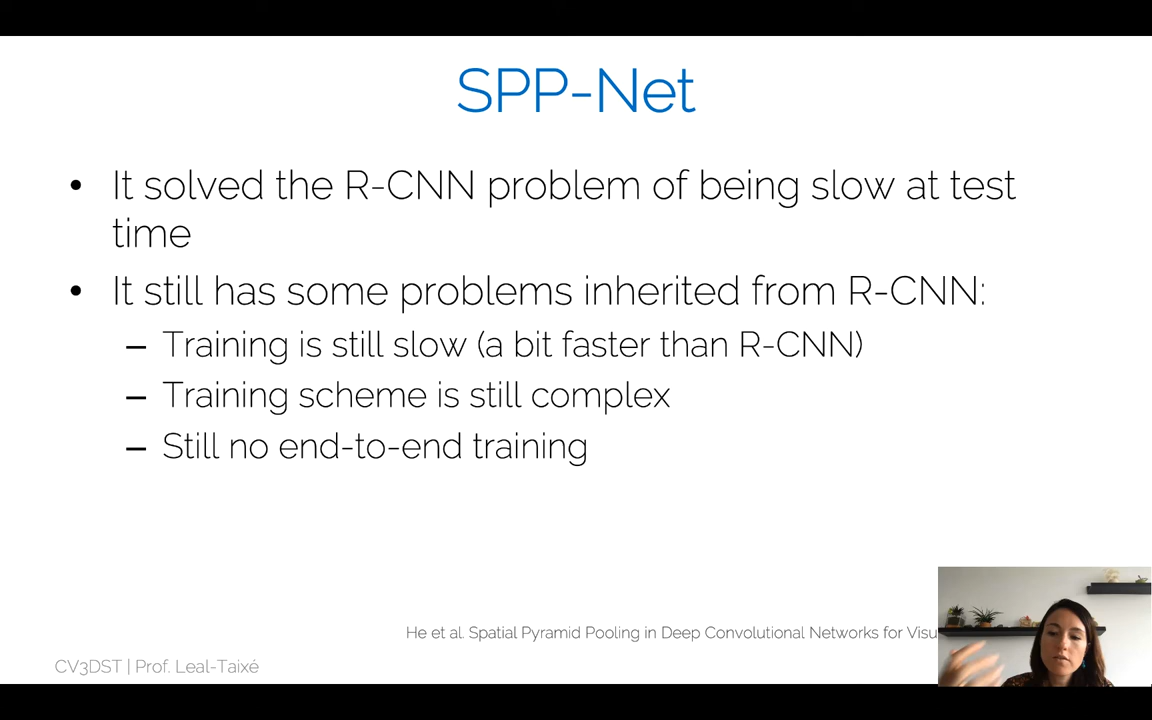 SPP-Net
• It solved the R-CNN problem of being slow at test
time
• It still has some problems inherited from R-CNN:
– Training is still slow (a bit faster than R-CNN)
– Training scheme is still complex
– Still no end-to-end training
He et al. Spatial Pyramid Pooling in Deep Convolutional Networks for
CV3DST | Prof. Leal-Taixé